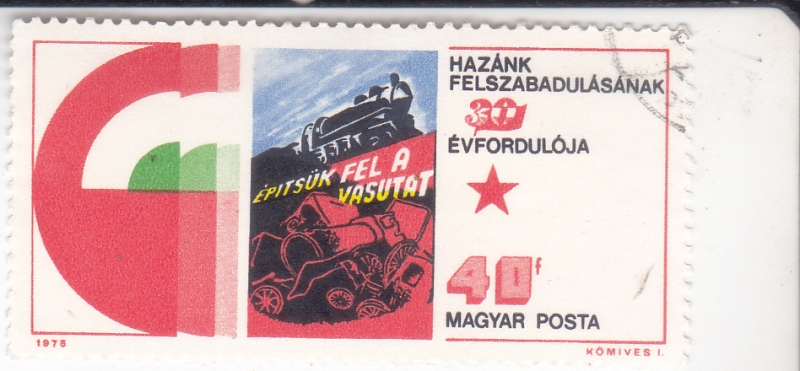 HAZÁNK
FELSZABADULÁSÁNAK
30
ÉVFORDULÓJA
ÉPITSÜK FEL A
VASUTAT
40f
MAGYAR POSTA
1975
KÖMIVES I.